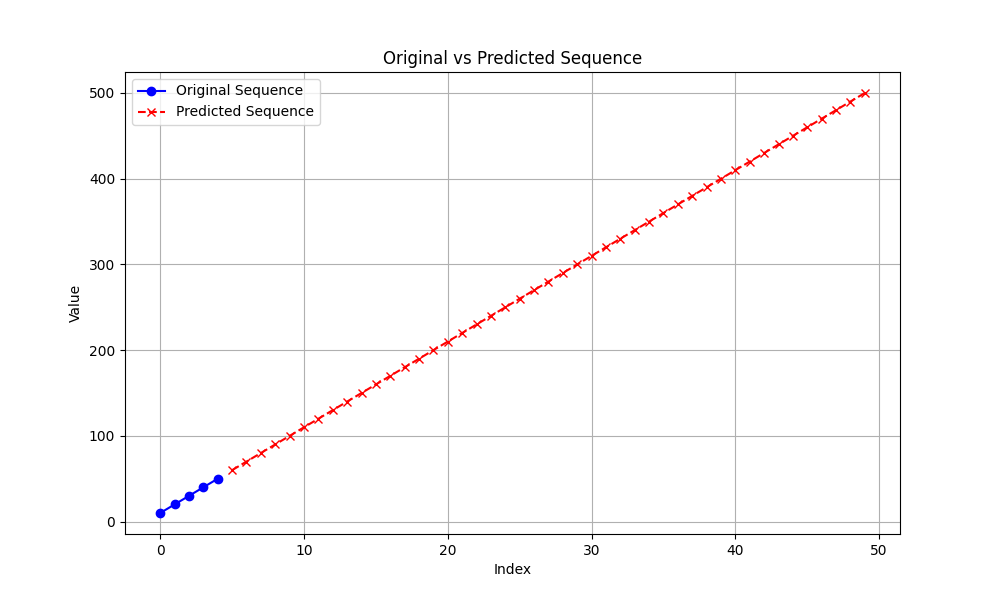 Original vs Predicted Sequence
Original Sequence
Predicted Sequence
Value
500
400
300
200
100
0
0 10 20 30 40 50
Index